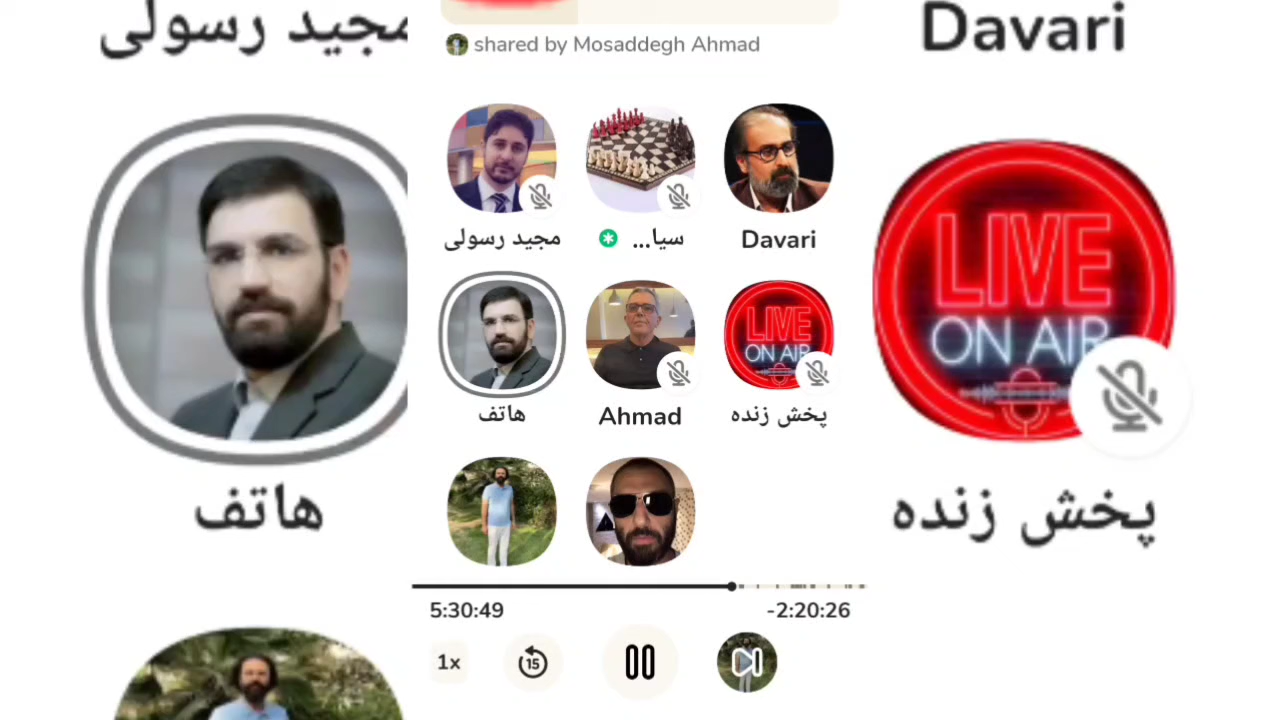 مجید رسولی
Davari
shared by Mosaddegh Ahmad
مجید رسولی
سیا...
Davari
LIVE
ON AIR
هاتف
Ahmad
پخش زنده
LIVE
ON AIR
هاتف
پخش زنده
5:30:49
-2:20:26
1x
15